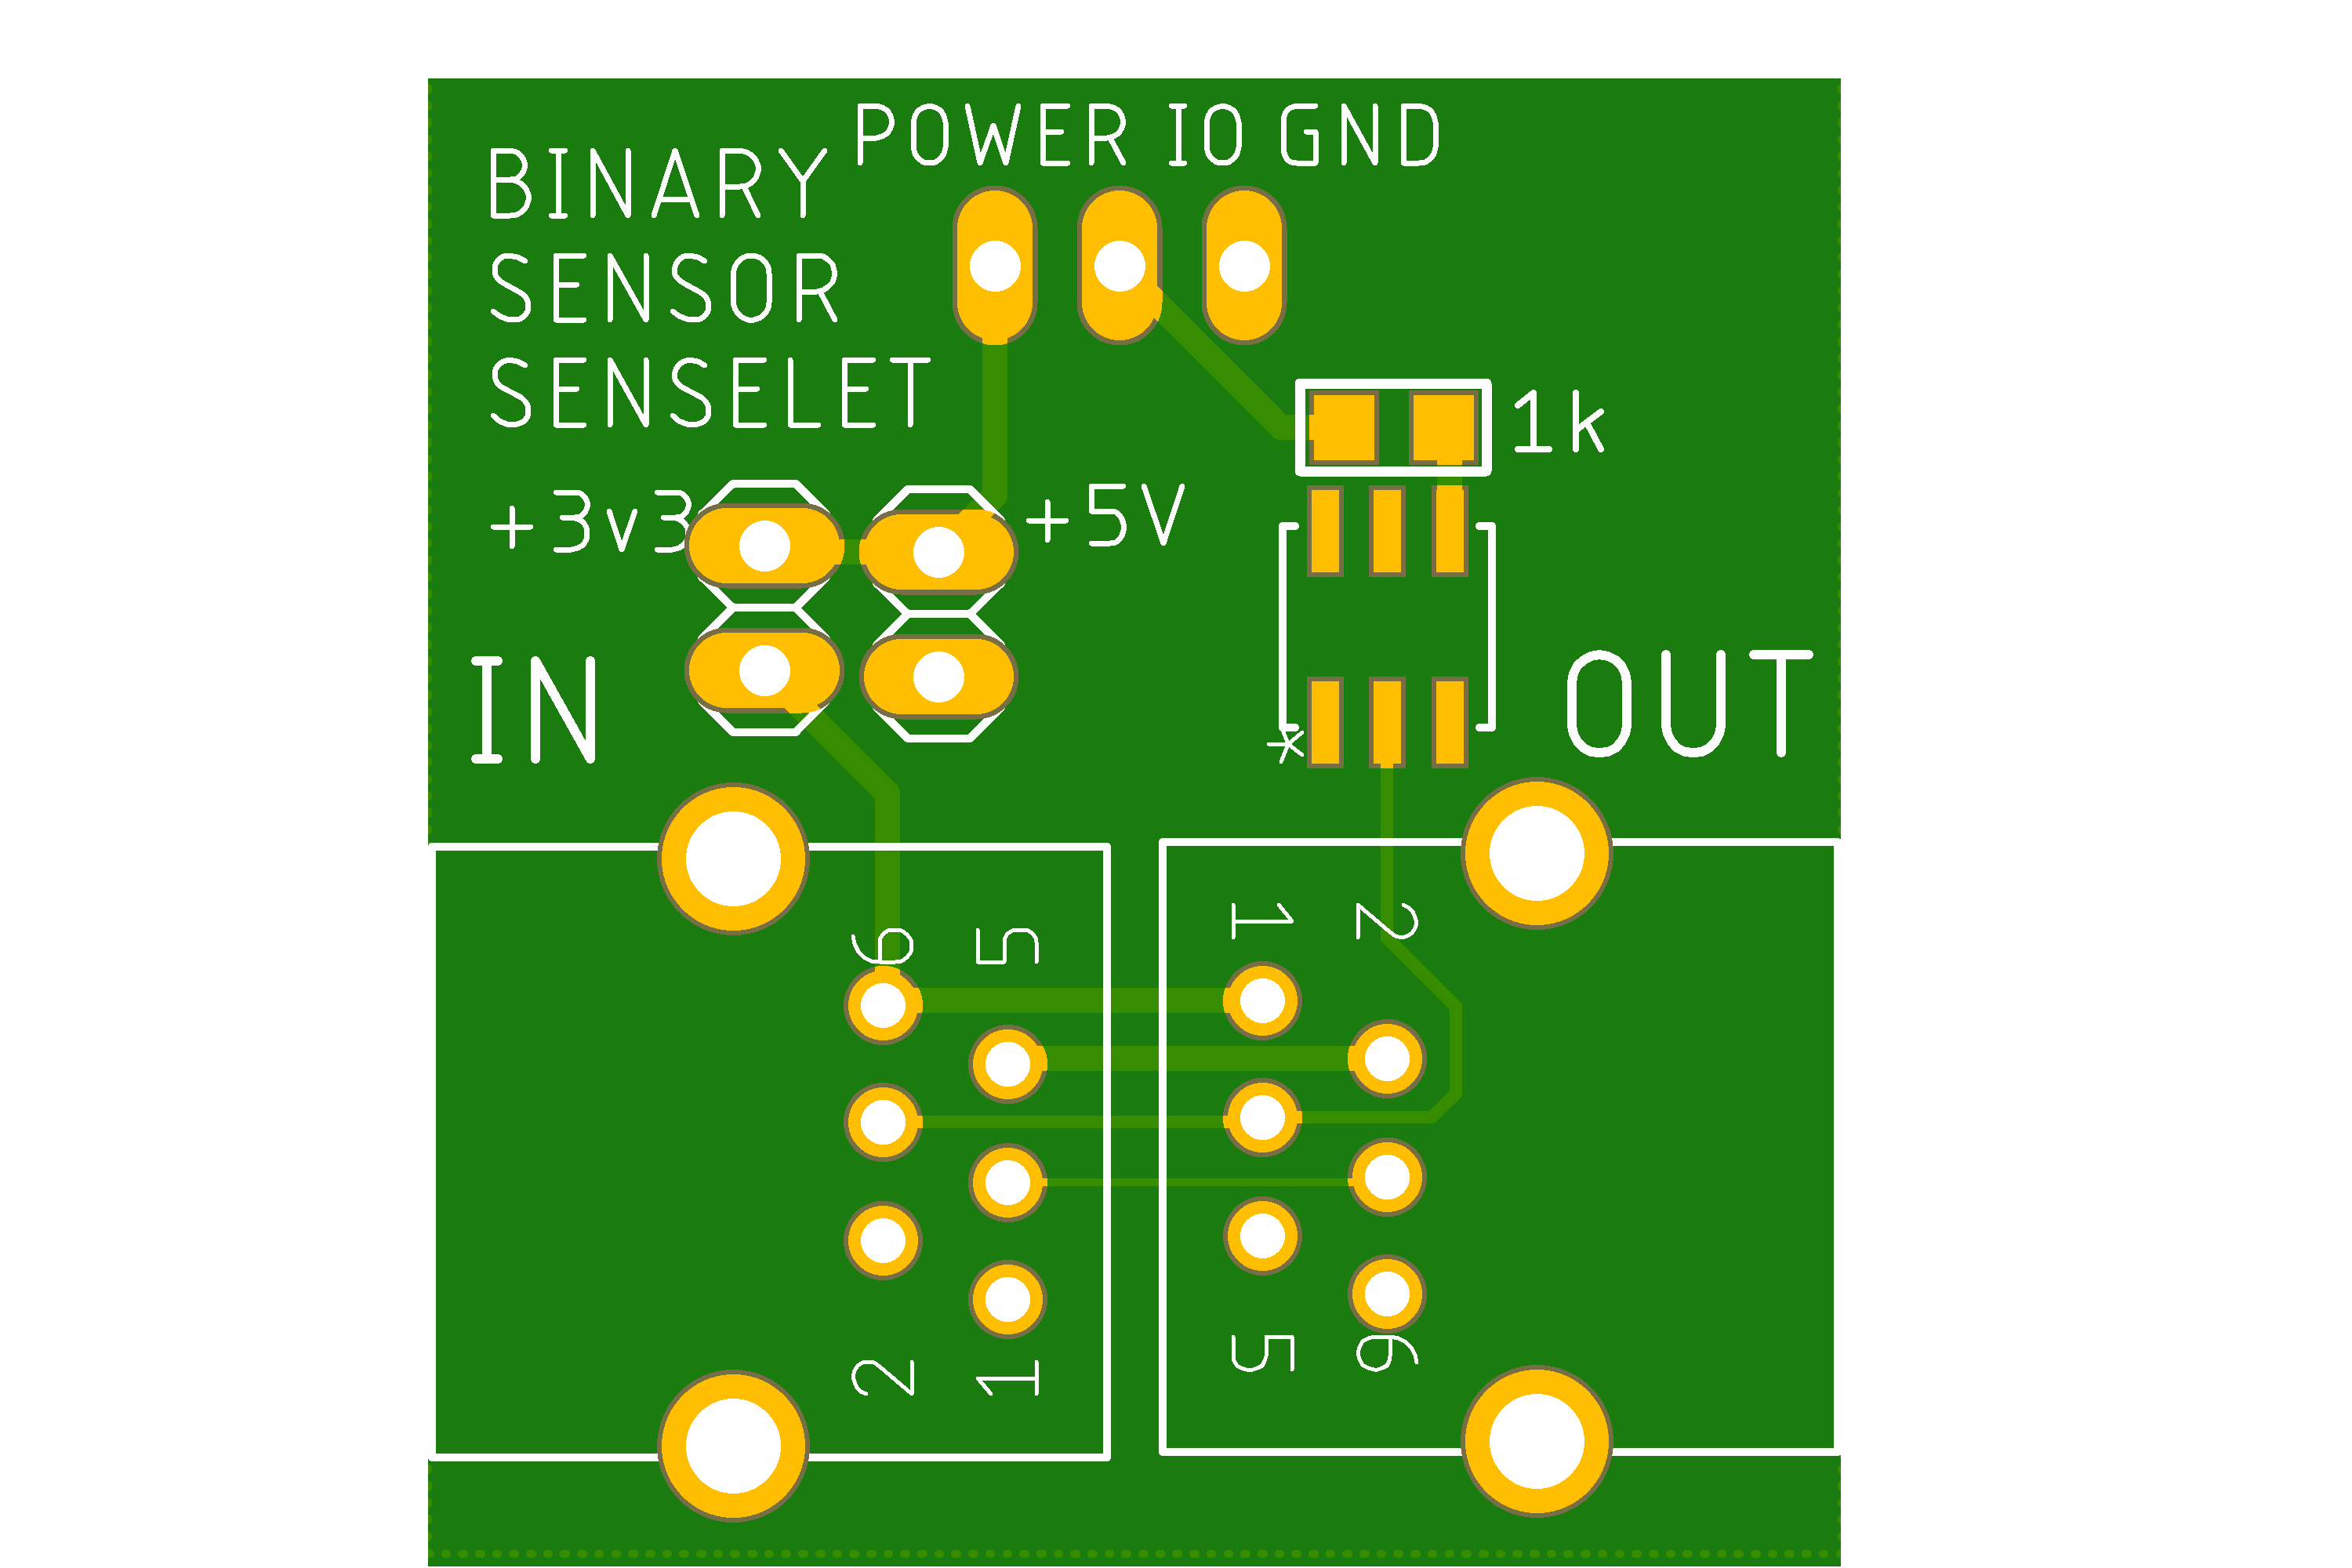 POWER IO GND
BINARY
SENSOR
SENSELET
1k
+3v3
+5V
IN
OUT
*
1 2
6 5
5 6
2 1